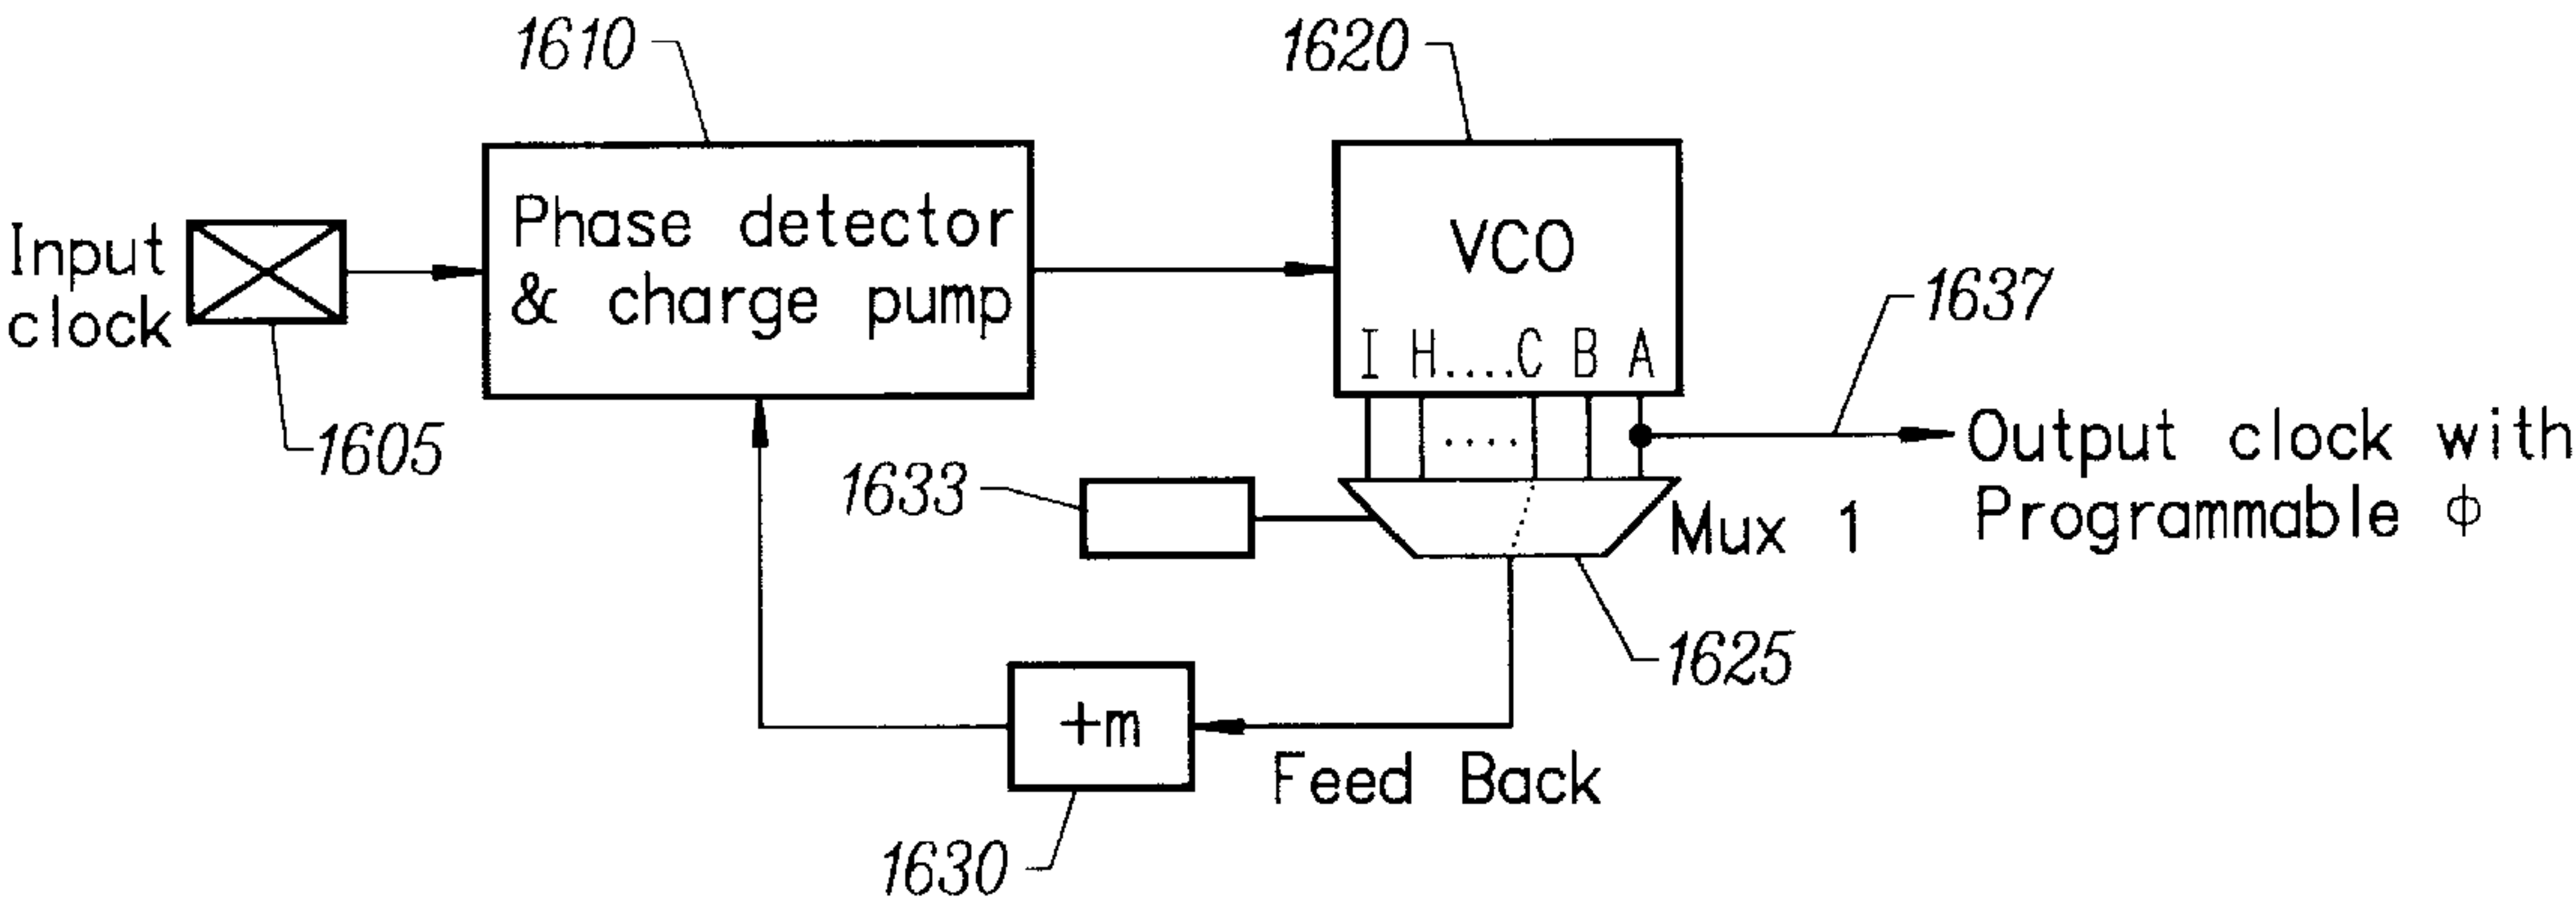 1610
1620
Input
clock
Phase detector
& charge pump
VCO
I H....C B A
1637
1605
....
Output clock with
Programmable ϕ
1633
Mux 1
1625
+m
Feed Back
1630